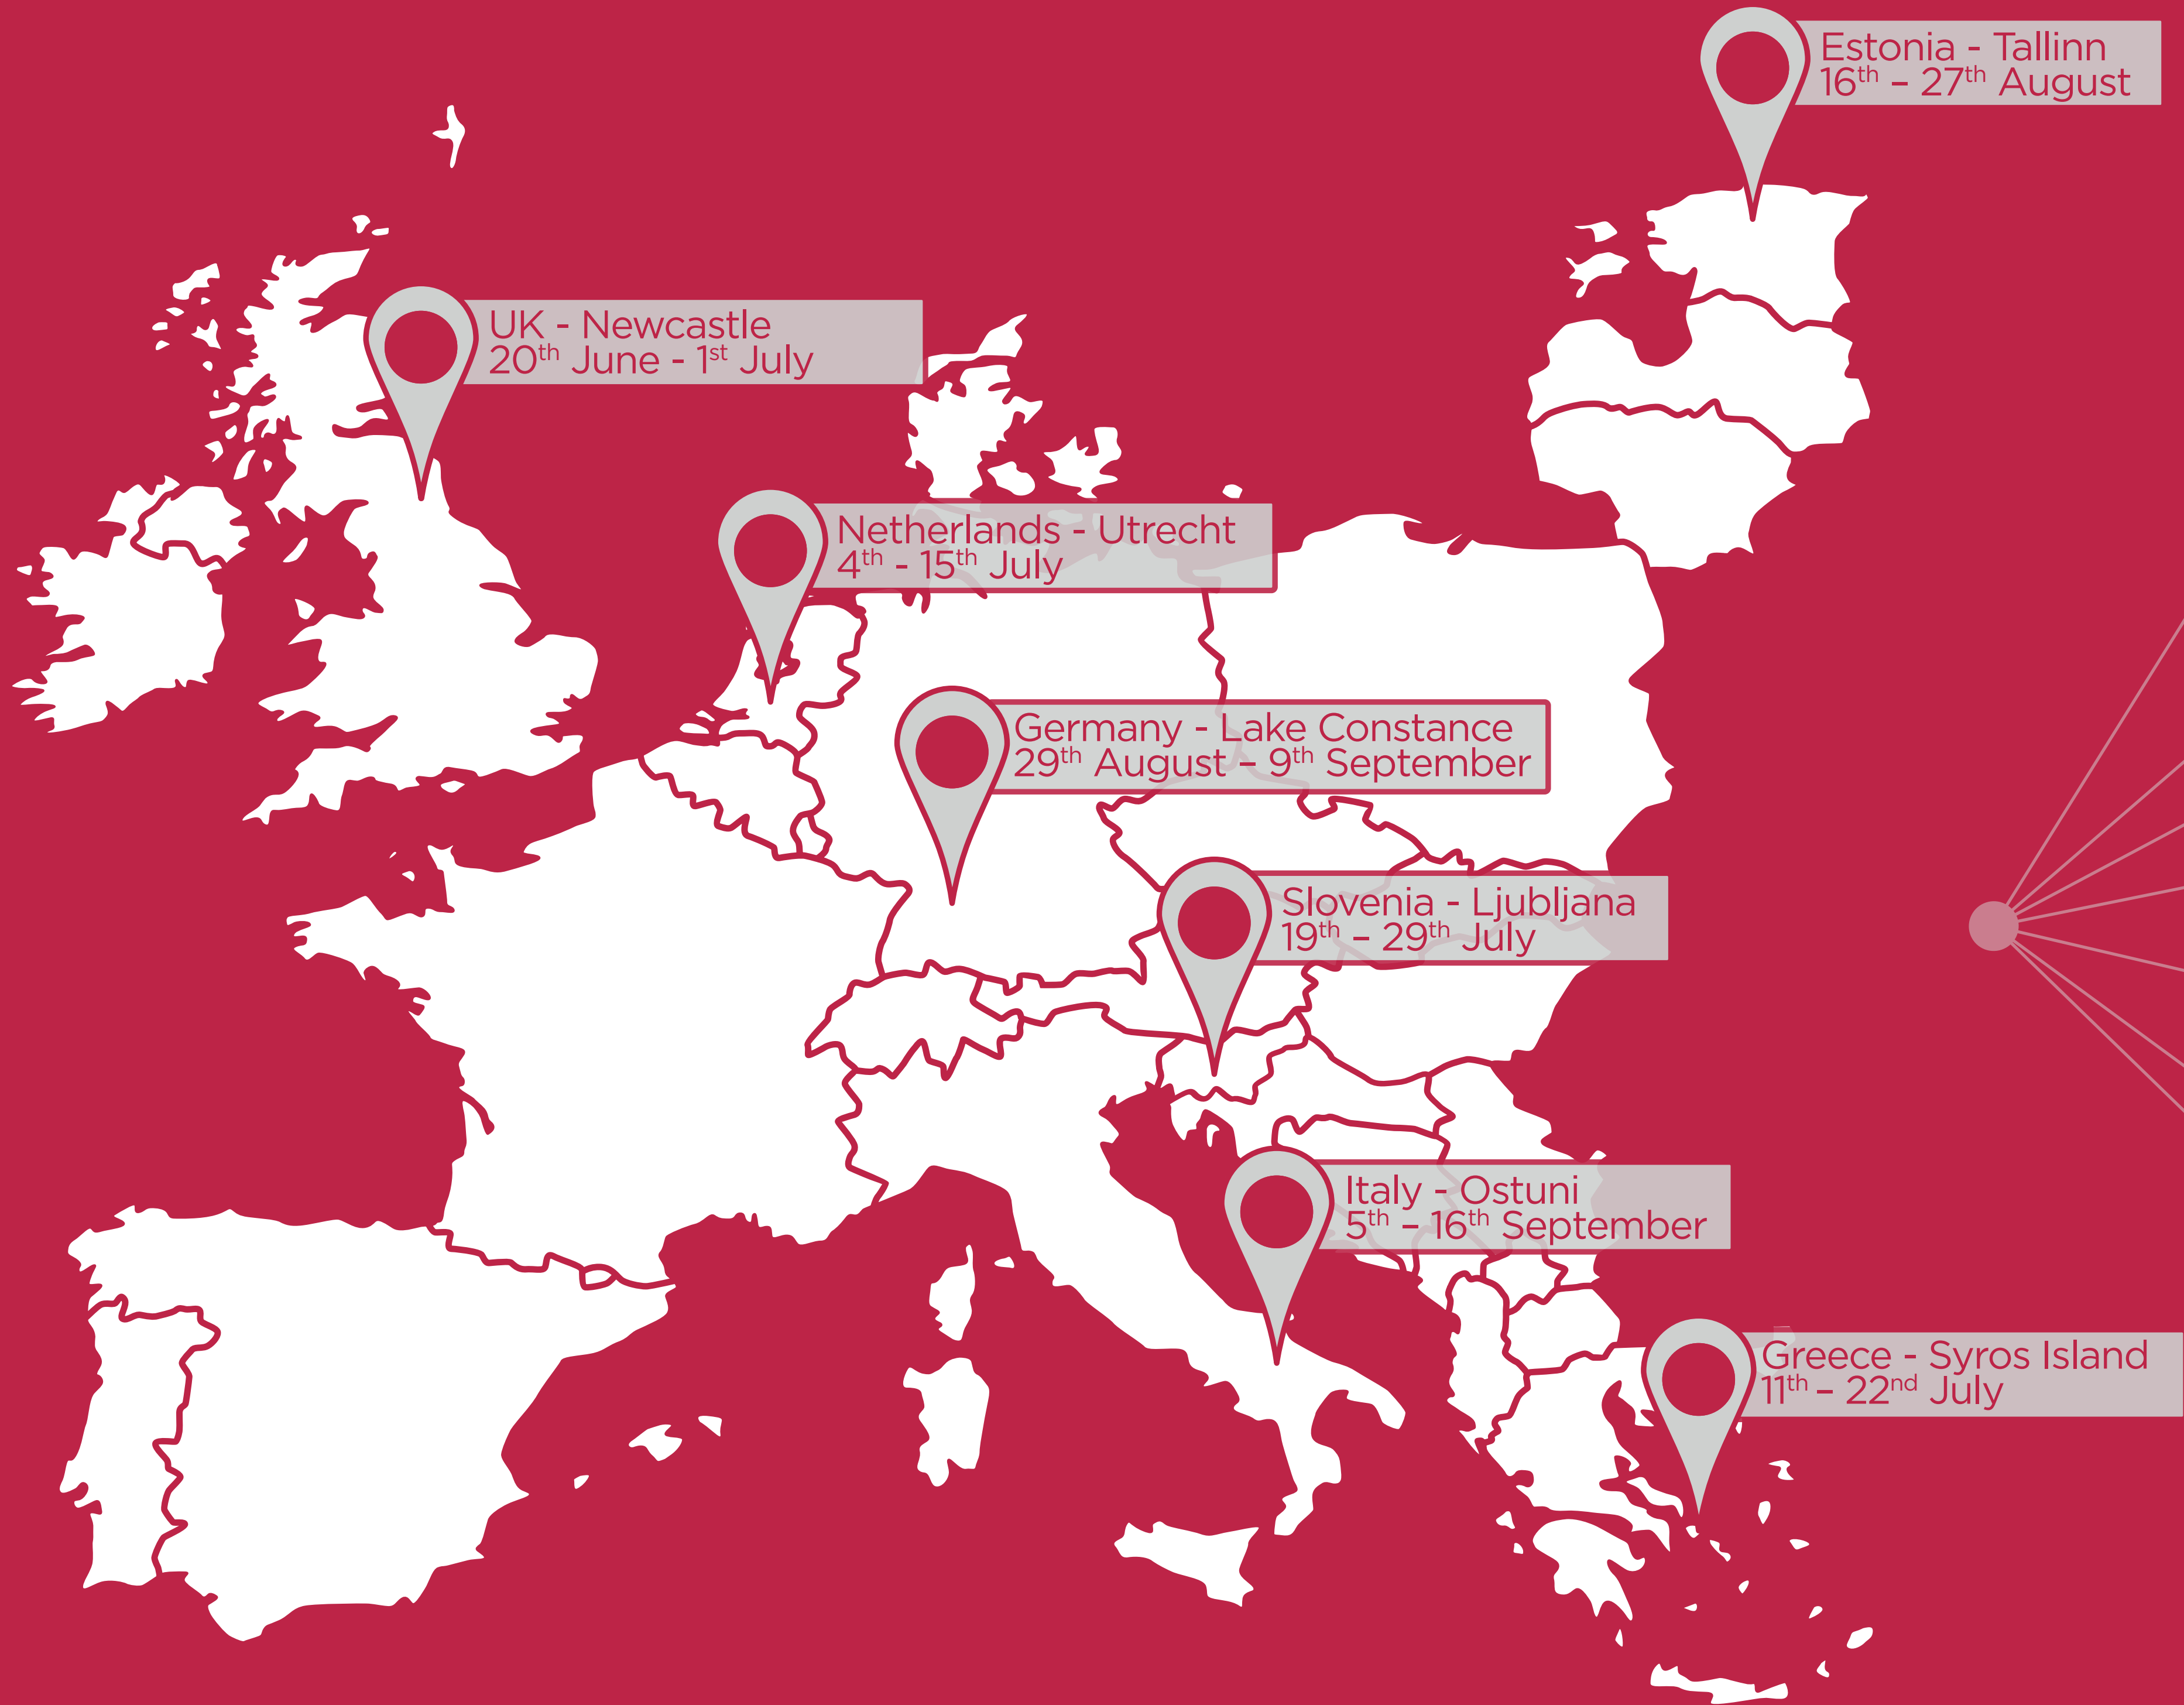 Estonia - Tallinn
16th – 27th August
UK - Newcastle
20th June - 1st July
Netherlands - Utrecht
4th - 15th July
Germany - Lake Constance
29th August – 9th September
Slovenia - Ljubljana
19th – 29th July
Italy - Ostuni
5th – 16th September
Greece - Syros Island
11th – 22nd July